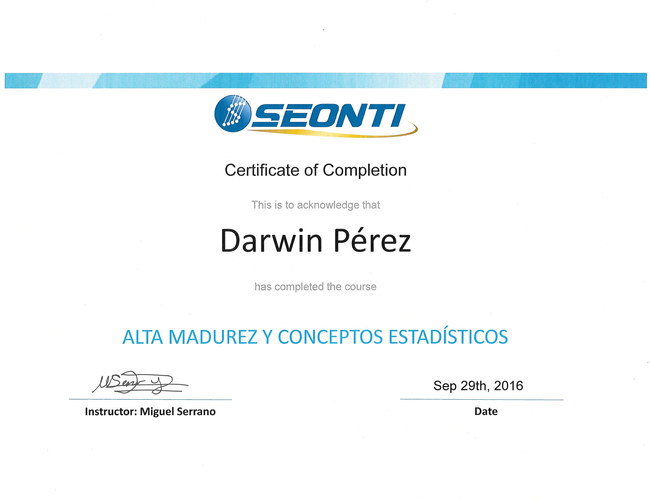 SEONTI
Certificate of Completion
This is to acknowledge that
Darwin Pérez
has completed the course
ALTA MADUREZ Y CONCEPTOS ESTADÍSTICOS
Sep 29th, 2016
Instructor: Miguel Serrano
Date